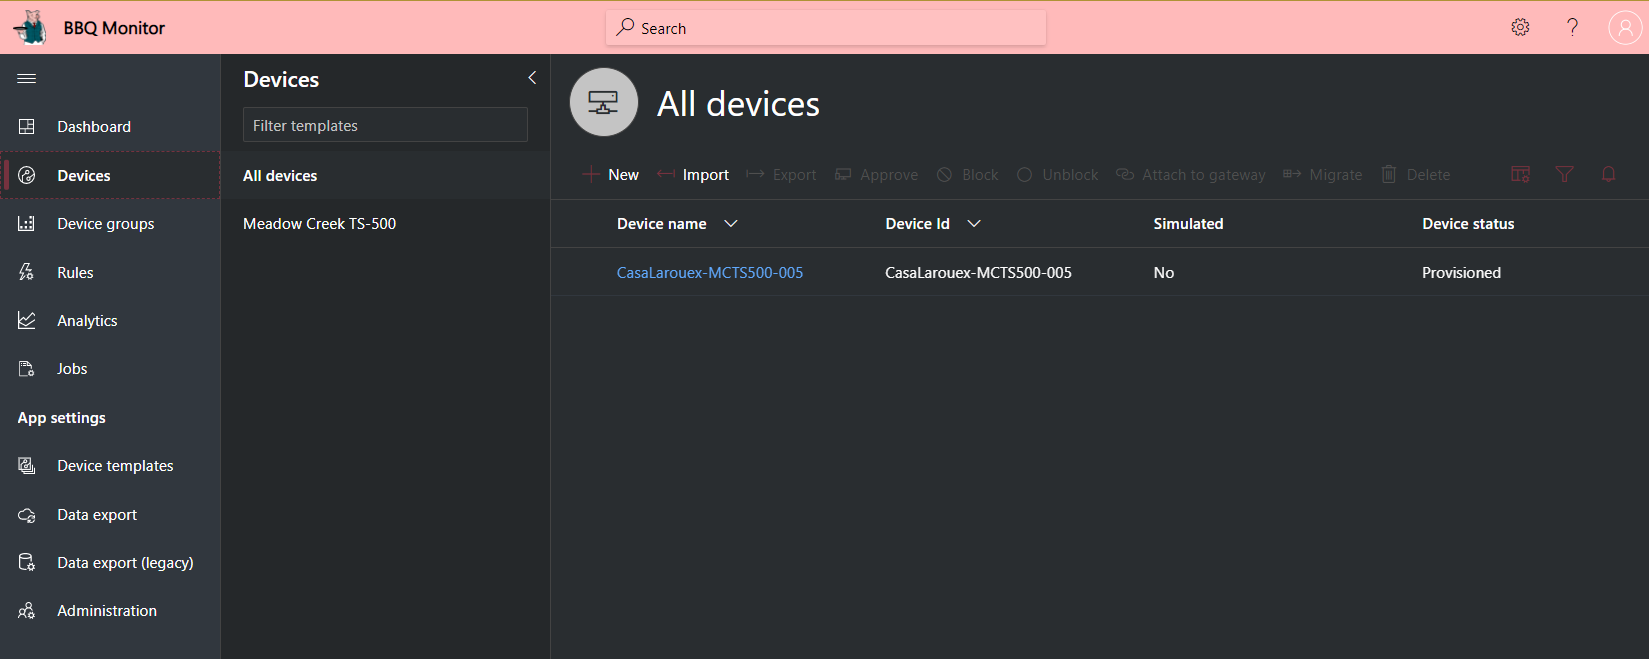 BBQ Monitor
Search
?
Dashboard
Devices
Device groups
Rules
Analytics
Jobs
App settings
Device templates
Data export
Data export (legacy)
Administration
Devices
Filter templates
All devices
Meadow Creek TS-500
All devices
New Import Export Approve Block Unblock Attach to gateway Migrate Delete
Device name Device Id Simulated Device status
CasaLarouex-MCTS500-005 CasaLarouex-MCTS500-005 No Provisioned